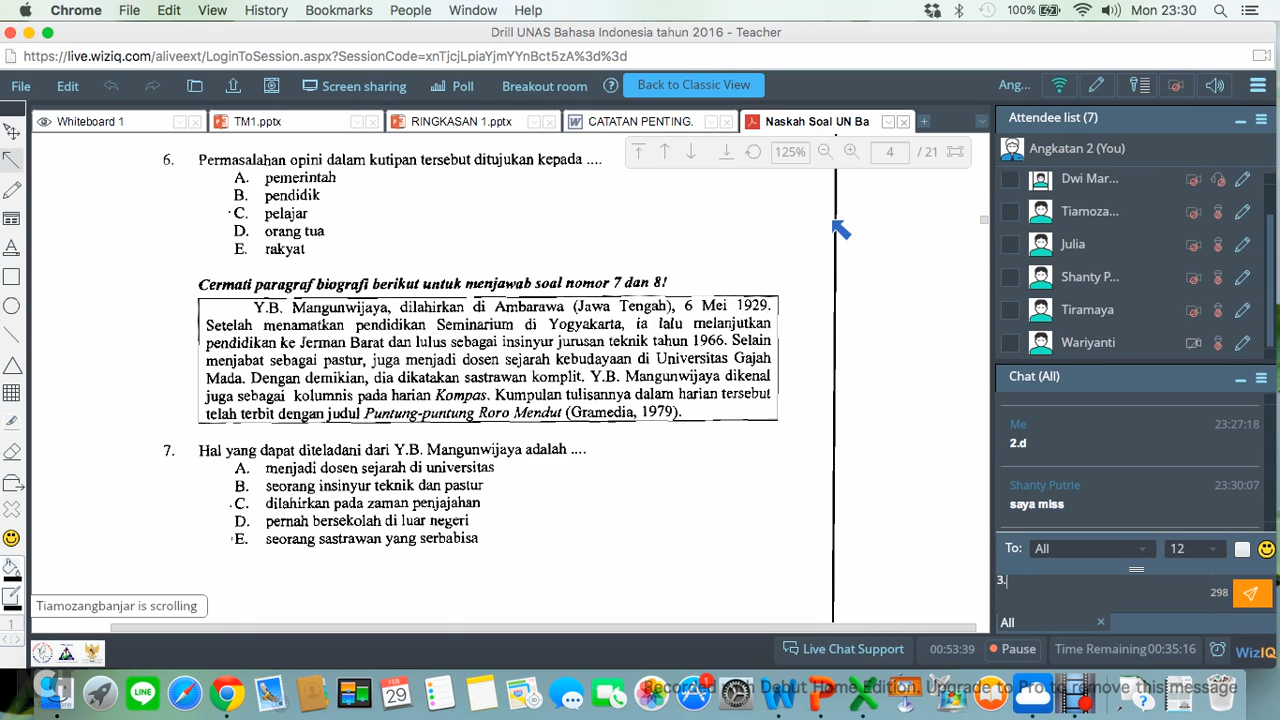 Chrome File Edit View History Bookmarks People Window Help 100% Mon 23:30
Drill UNAS Bahasa Indonesia tahun 2016 - Teacher
https://live.wiziq.com/aliveext/LoginToSession.aspx?SessionCode=xnTjcjLpiaYjmYYnBct5zA%3d%3d
File Edit Screen sharing Poll Breakout room Back to Classic View Ang...
Whiteboard 1 TM1.pptx RINGKASAN 1.pptx CATATAN PENTING. Naskah Soal UN Ba
125% 4 / 21
6. Permasalahan opini dalam kutipan tersebut ditujukan kepada ....
A. pemerintah
B. pendidik
C. pelajar
D. orang tua
E. rakyat
Cermati paragraf biografi berikut untuk menjawab soal nomor 7 dan 8!
Y.B. Mangunwijaya, dilahirkan di Ambarawa (Jawa Tengah), 6 Mei 1929.
Setelah menamatkan pendidikan Seminarium di Yogyakarta, ia lalu melanjutkan
pendidikan ke Jerman Barat dan lulus sebagai insinyur jurusan teknik tahun 1966. Selain
menjabat sebagai pastur, juga menjadi dosen sejarah kebudayaan di Universitas Gajah
Mada. Dengan demikian, dia dikatakan sastrawan komplit. Y.B. Mangunwijaya dikenal
juga sebagai kolumnis pada harian Kompas. Kumpulan tulisannya dalam harian tersebut
telah terbit dengan judul Puntung-puntung Roro Mendut (Gramedia, 1979).
7. Hal yang dapat diteladani dari Y.B. Mangunwijaya adalah ....
A. menjadi dosen sejarah di universitas
B. seorang insinyur teknik dan pastur
C. dilahirkan pada zaman penjajahan
D. pernah bersekolah di luar negeri
E. seorang sastrawan yang serbabisa
Tiamozangbanjar is scrolling
1
Attendee list (7)
Angkatan 2 (You)
Dwi Mar...
Tiamoza...
Julia
Shanty P...
Tiramaya
Wariyanti
Chat (All)
Me 23:27:18
2.d
Shanty Putrie 23:30:07
saya miss
To: All 12
3.
298
All
Live Chat Support 00:53:39 Pause Time Remaining 00:35:16 WizIQ
FEB
29
LINE
Recorded with Debut Home Edition. Upgrade to Pro to remove this message